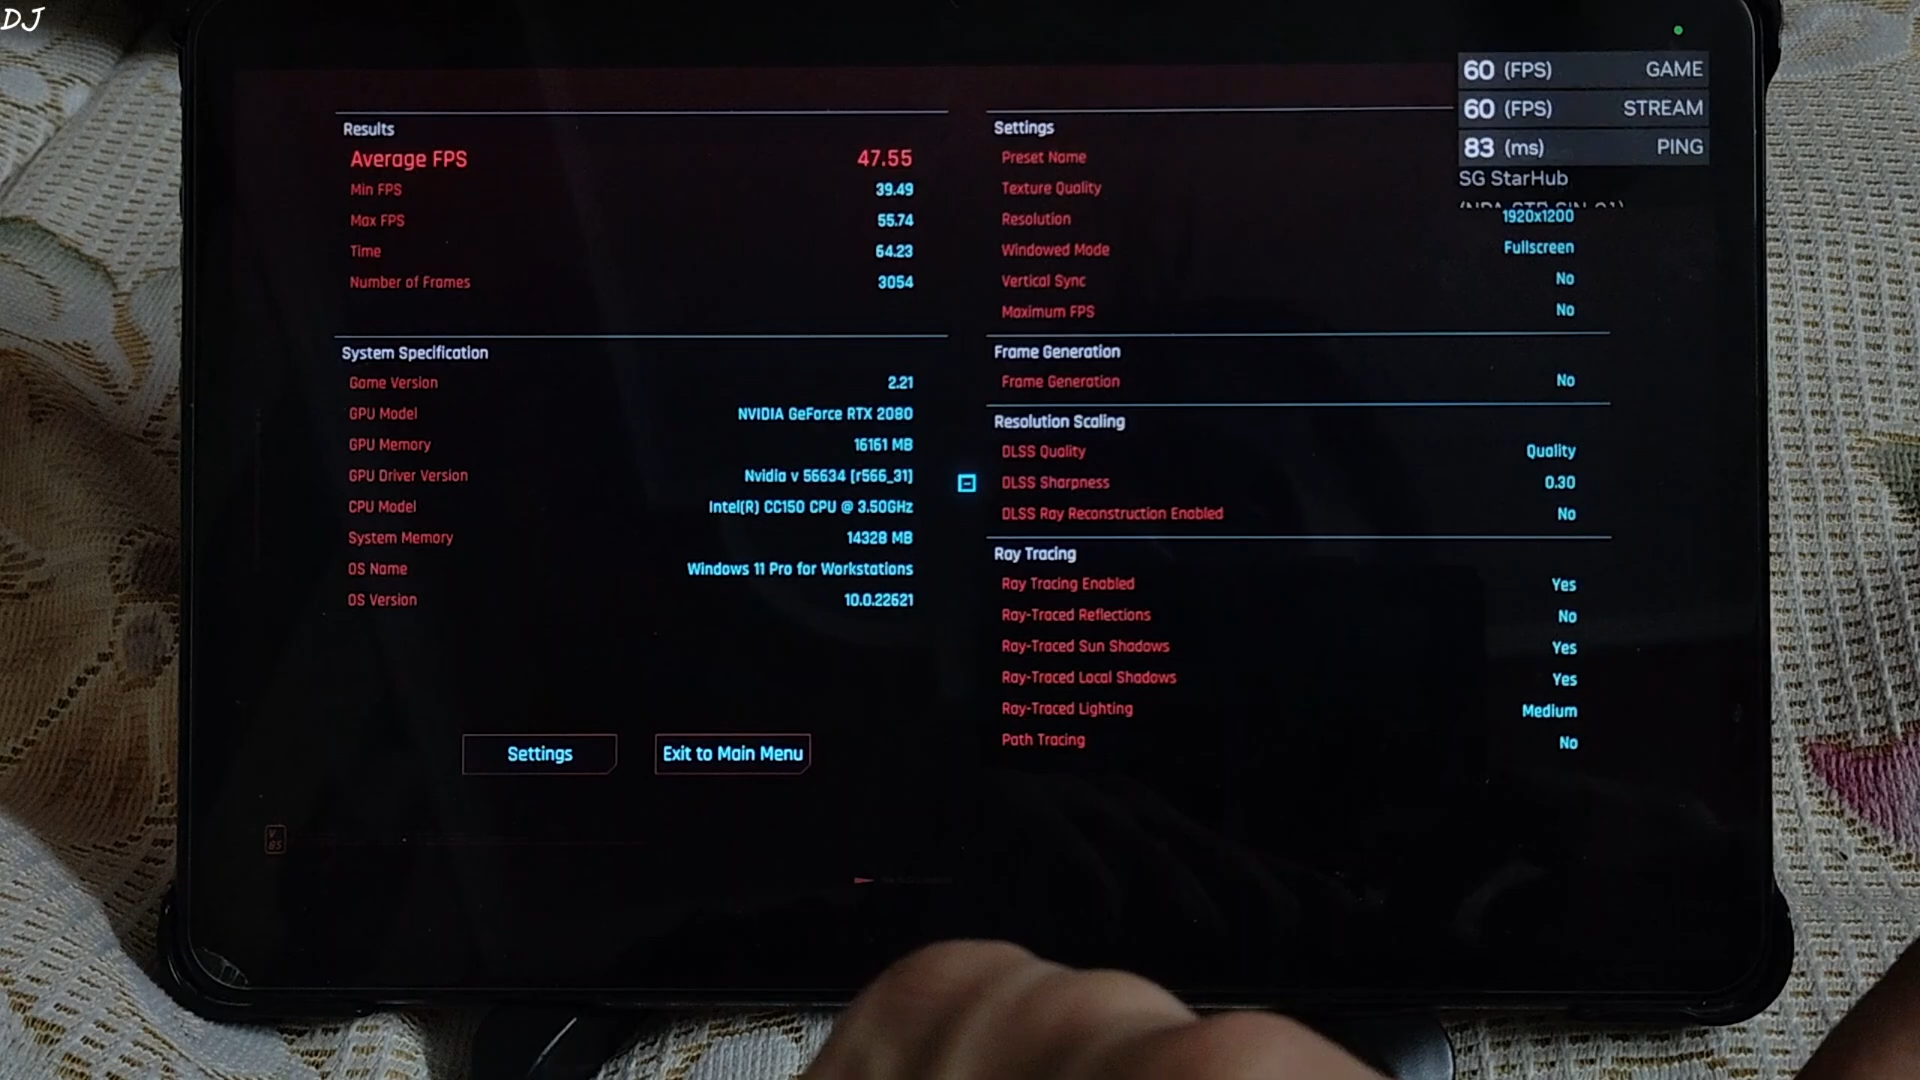 DJ
60 (FPS) GAME
60 (FPS) STREAM
83 (ms) PING
SG StarHub
Results
Average FPS 47.55
Min FPS 39.49
Max FPS 55.74
Time 64.23
Number of Frames 3054
System Specification
Game Version 2.21
GPU Model NVIDIA GeForce RTX 2080
GPU Memory 16161 MB
GPU Driver Version Nvidia v 56634 [r566_31]
CPU Model Intel(R) CC150 CPU @ 3.50GHz
System Memory 14328 MB
OS Name Windows 11 Pro for Workstations
OS Version 10.0.22621
Settings Exit to Main Menu
V
85
Settings
Preset Name
Texture Quality
Resolution 1920x1200
Windowed Mode Fullscreen
Vertical Sync No
Maximum FPS No
Frame Generation
Frame Generation No
Resolution Scaling
DLSS Quality Quality
DLSS Sharpness 0.30
DLSS Ray Reconstruction Enabled No
Ray Tracing
Ray Tracing Enabled Yes
Ray-Traced Reflections No
Ray-Traced Sun Shadows Yes
Ray-Traced Local Shadows Yes
Ray-Traced Lighting Medium
Path Tracing No